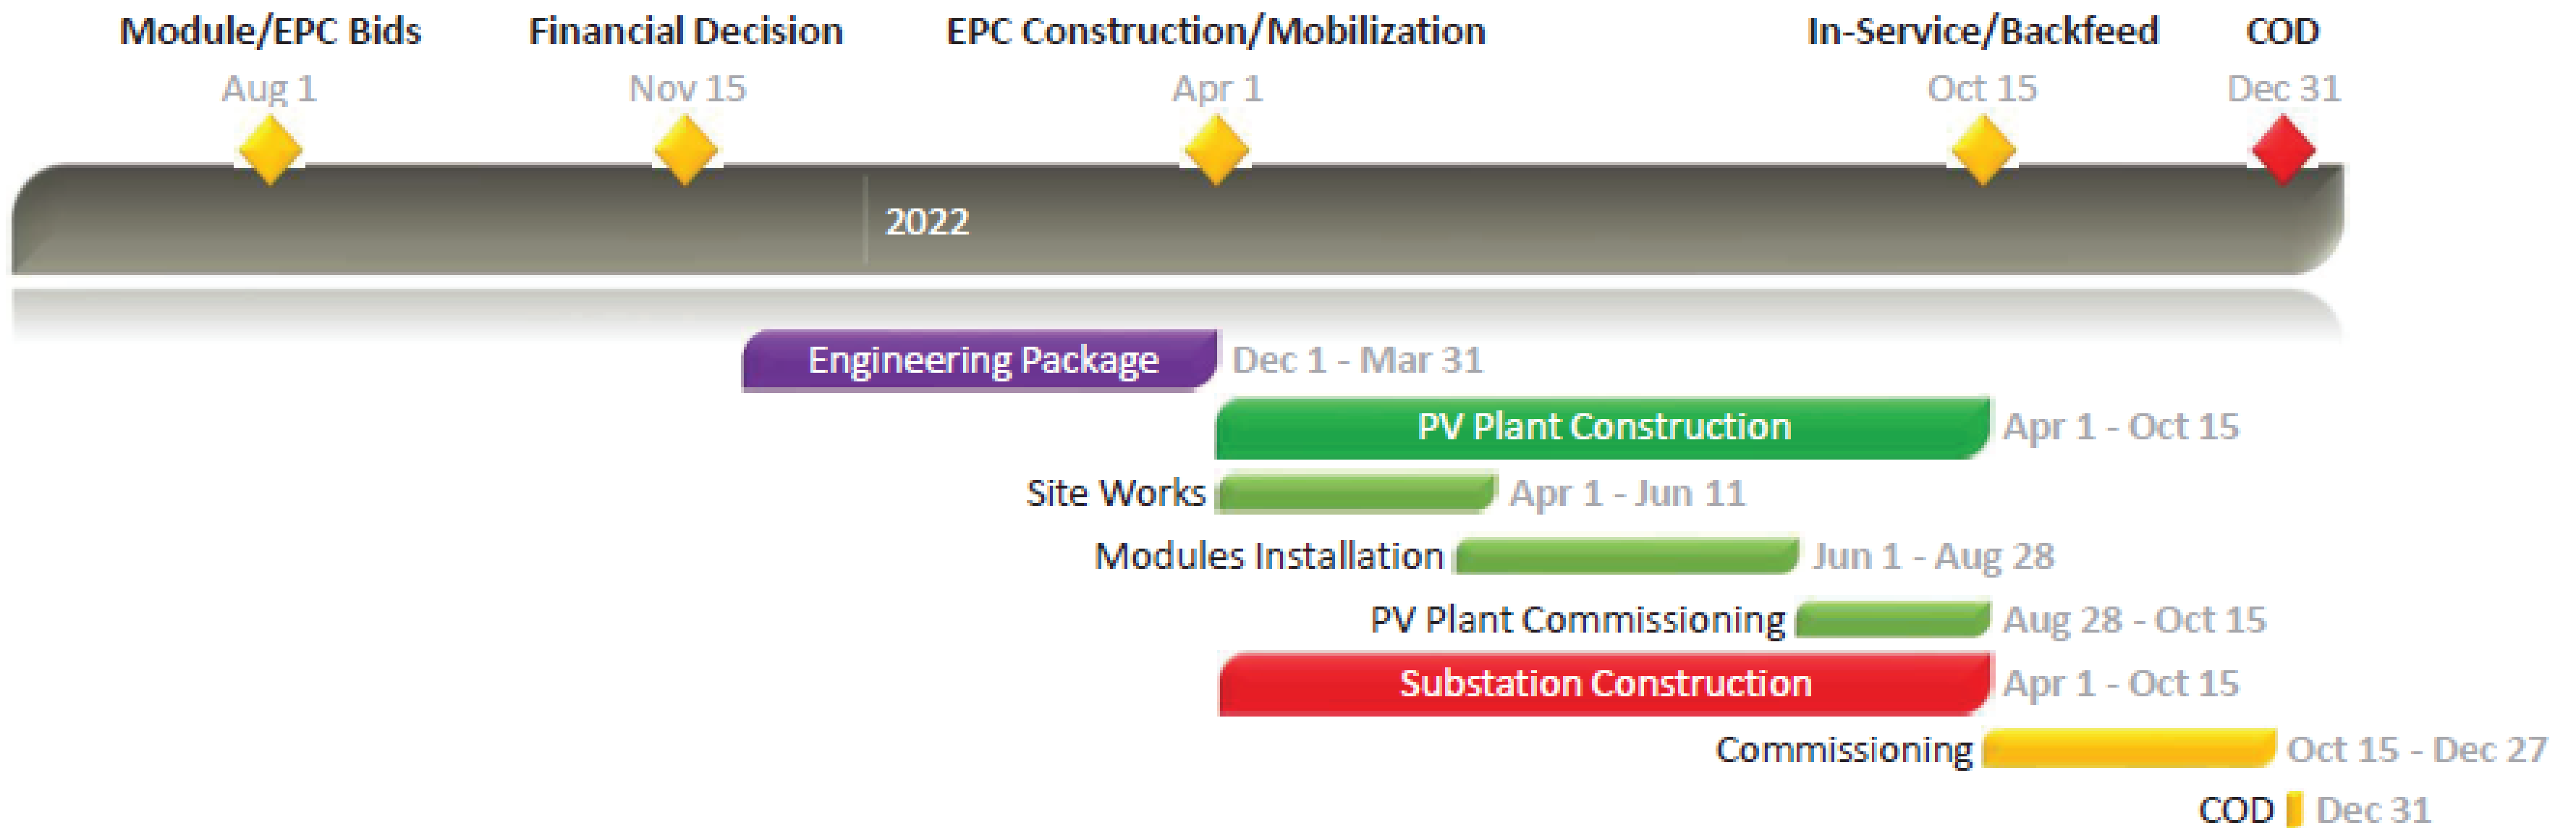 Module/EPC Bids Financial Decision EPC Construction/Mobilization In-Service/Backfeed COD
Aug 1 Nov 15 Apr 1 Oct 15 Dec 31
2022
Engineering Package Dec 1 - Mar 31
PV Plant Construction Apr 1 - Oct 15
Site Works Apr 1 - Jun 11
Modules Installation Jun 1 - Aug 28
PV Plant Commissioning Aug 28 - Oct 15
Substation Construction Apr 1 - Oct 15
Commissioning Oct 15 - Dec 27
COD Dec 31